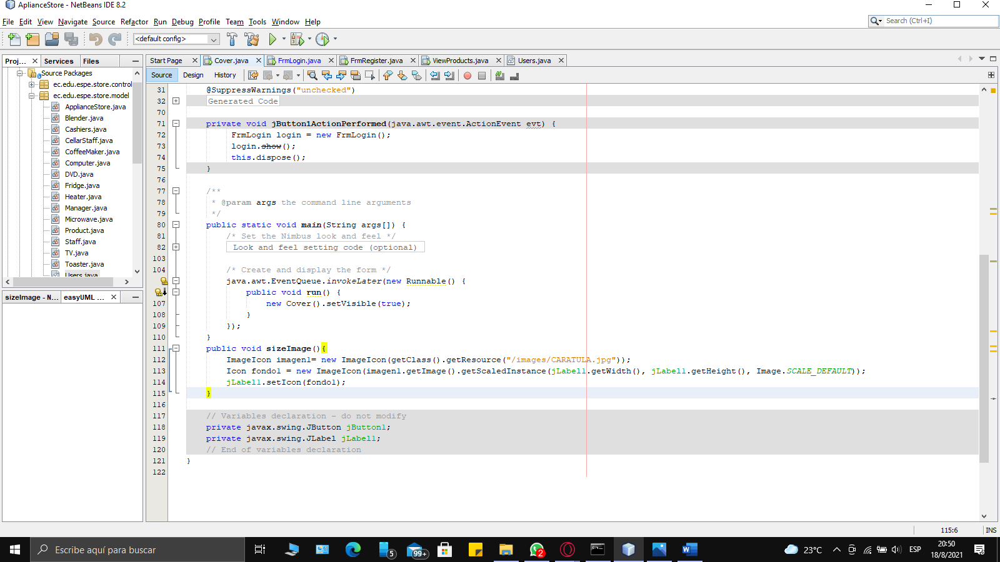 AplianceStore - NetBeans IDE 8.2
File Edit View Navigate Source Refactor Run Debug Profile Team Tools Window Help
Search (Ctrl+I)
<default config>
Proj... Services Files
Start Page Cover.java FrmLogin.java FrmRegister.java ViewProducts.java Users.java
Source Design History
Source Packages
ec.edu.espe.store.control
ec.edu.espe.store.model
ApplianceStore.java
Blender.java
Cashiers.java
CellarStaff.java
CoffeeMaker.java
Computer.java
DVD.java
Fridge.java
Heater.java
Manager.java
Microwave.java
Product.java
Staff.java
TV.java
Toaster.java
Users.java
sizeImage - N... easyUML ...
31 @SuppressWarnings("unchecked")
32 Generated Code
70
71 private void jButton1ActionPerformed(java.awt.event.ActionEvent evt) {
72 FrmLogin login = new FrmLogin();
73 login.show();
74 this.dispose();
75 }
76
77 /**
78 * @param args the command line arguments
79 */
80 public static void main(String args[]) {
81 /* Set the Nimbus look and feel */
82 Look and feel setting code (optional)
103
104 /* Create and display the form */
java.awt.EventQueue.invokeLater(new Runnable() {
public void run() {
107 new Cover().setVisible(true);
108 }
109 });
110 }
111 public void sizeImage(){
112 ImageIcon imagen1= new ImageIcon(getClass().getResource("/images/CARATULA.jpg"));
113 Icon fondo1 = new ImageIcon(imagen1.getImage().getScaledInstance(jLabel1.getWidth(), jLabel1.getHeight(), Image.SCALE_DEFAULT));
114 jLabel1.setIcon(fondo1);
115 }
116
117 // Variables declaration - do not modify
118 private javax.swing.JButton jButton1;
119 private javax.swing.JLabel jLabel1;
120 // End of variables declaration
121 }
122
115:6 INS
Escribe aquí para buscar
5
99+
2
23°C
ESP
20:50
18/8/2021